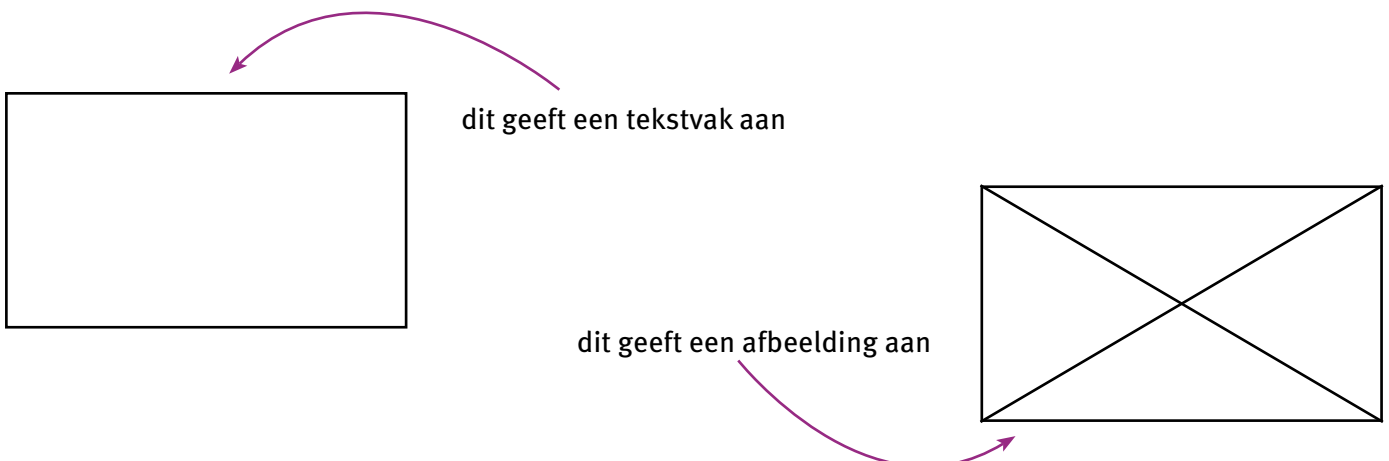 dit geeft een tekstvak aan
dit geeft een afbeelding aan